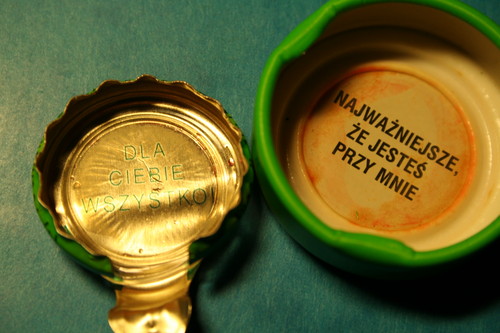 DLA
CIEBIE
WSZYSTKO!
NAJWAŻNIEJSZE,
ŻE JESTEŚ
PRZY MNIE